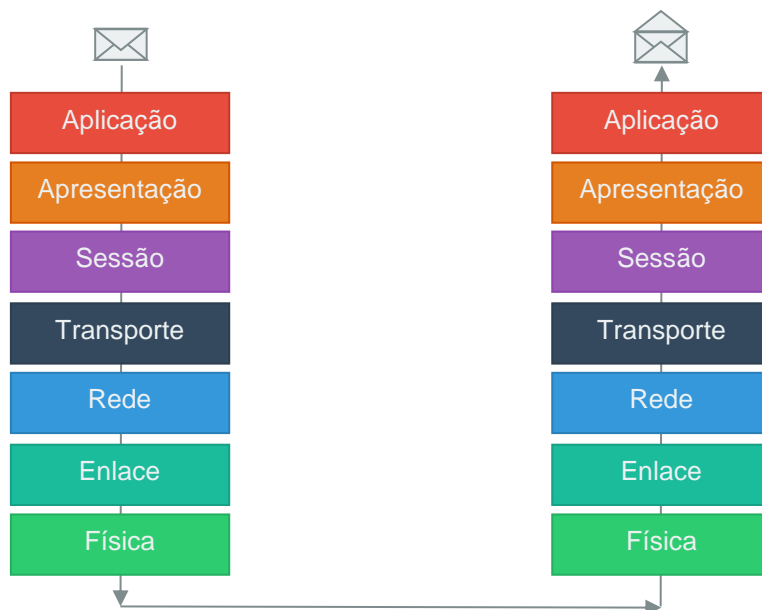 Aplicação
Apresentação
Sessão
Transporte
Rede
Enlace
Física
Aplicação
Apresentação
Sessão
Transporte
Rede
Enlace
Física